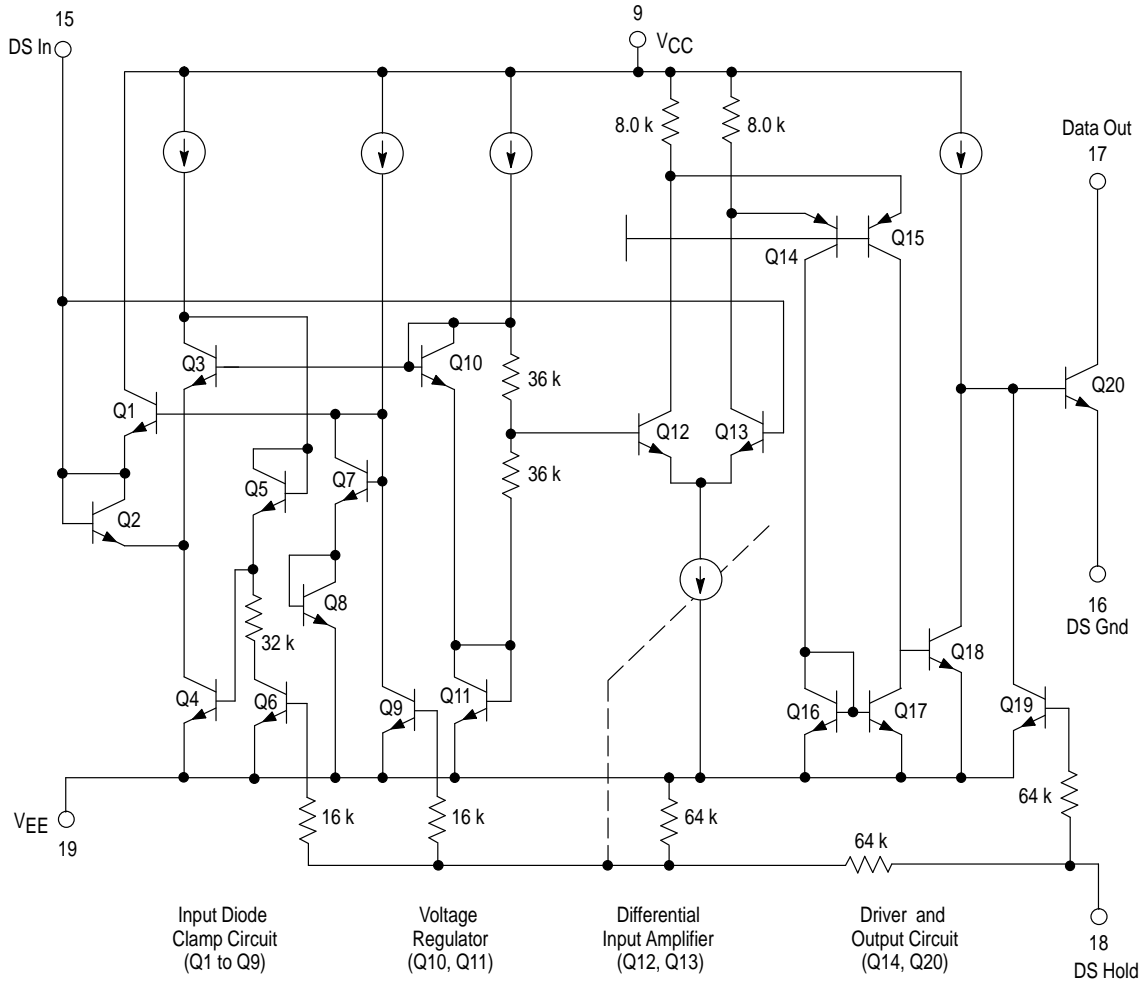 15
DS In
9
VCC
8.0 k
8.0 k
Data Out
17
Q15
Q14
Q3
Q10
Q20
36 k
Q1
Q12
Q13
Q5
Q7
36 k
Q2
Q8
16
DS Gnd
32 k
Q18
Q4
Q6
Q9
Q11
Q16
Q17
Q19
64 k
VEE
19
16 k
16 k
64 k
64 k
18
DS Hold
Input Diode
Clamp Circuit
(Q1 to Q9)
Voltage
Regulator
(Q10, Q11)
Differential
Input Amplifier
(Q12, Q13)
Driver and
Output Circuit
(Q14, Q20)